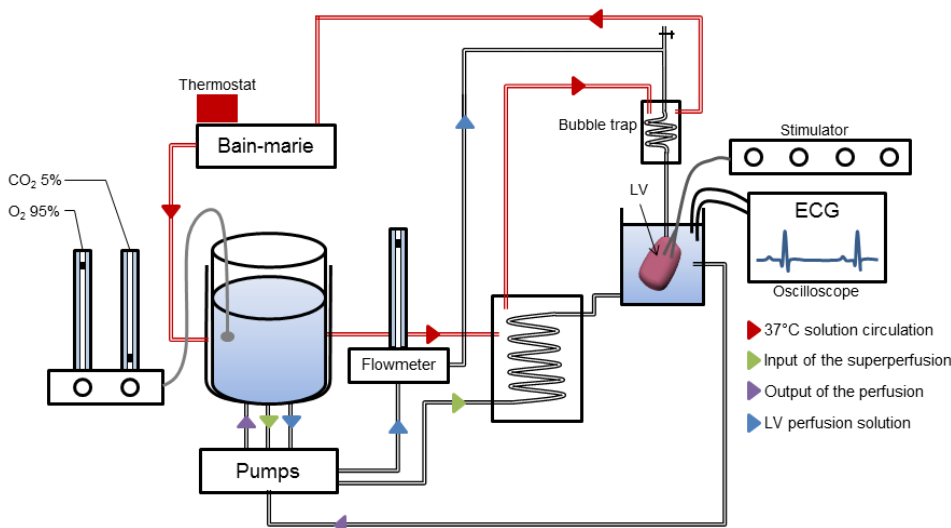 Thermostat
Bain-marie
CO₂ 5%
O₂ 95%
Bubble trap
Stimulator
LV
ECG
Oscilloscope
Flowmeter
Pumps
37°C solution circulation
Input of the superperfusion
Output of the perfusion
LV perfusion solution